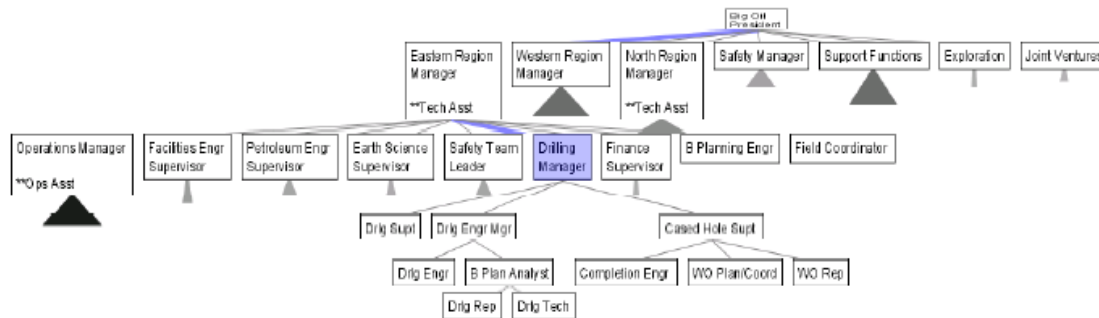 Big Oil
President
Eastern Region
Manager
**Tech Asst
Western Region
Manager
North Region
Manager
**Tech Asst
Safety Manager
Support Functions
Exploration
Joint Ventures
Operations Manager
**Ops Asst
Facilities Engr
Supervisor
Petroleum Engr
Supervisor
Earth Science
Supervisor
Safety Team
Leader
Drilling
Manager
Finance
Supervisor
B Planning Engr
Field Coordinator
Drlg Supt
Drlg Engr Mgr
Cased Hole Supt
Drlg Engr
B Plan Analyst
Completion Engr
WO Plan/Coord
WO Rep
Drlg Rep
Drlg Tech